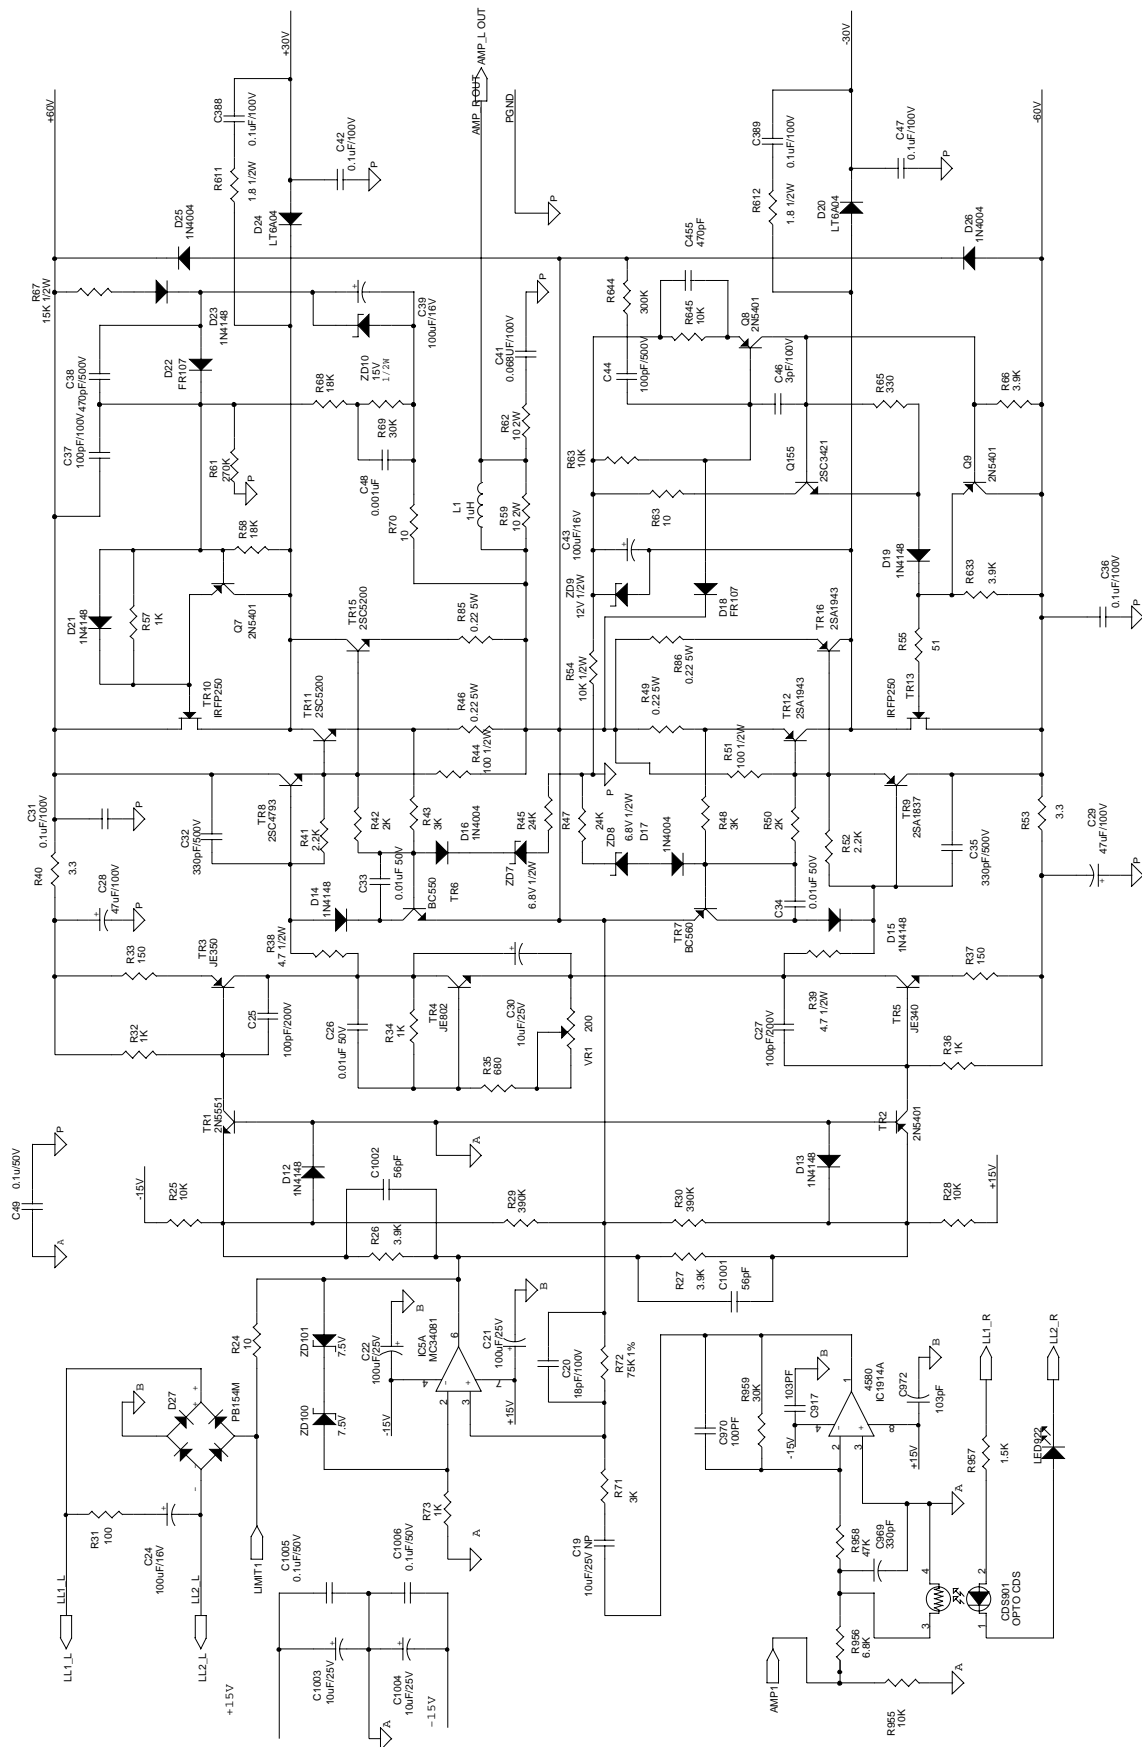 +60V
+30V
AMP_R OUT
AMP_L OUT
PGND
-30V
-60V
C388
0.1uF/100V
R611
1.8 1/2W
C42
0.1uF/100V
P
D25
1N4004
D24
LT6A04
C389
0.1uF/100V
R612
1.8 1/2W
C47
0.1uF/100V
P
D20
LT6A04
D26
1N4004
P
R67
15K 1/2W
D23
1N4148
C39
100uF/16V
ZD10
15V
1/2W
C38
470pF/500V
D22
FR107
C37
100pF/100V
R68
18K
R69
30K
C48
0.001uF
R70
10
R61
270K
P
R58
18K
C41
0.068UF/100V
P
R62
10 2W
L1
1uH
R59
10 2W
C455
470pF
R644
300K
R645
10K
C44
100pF/500V
Q8
2N5401
C46
3pF/100V
R65
330
R66
3.9K
R63
10K
Q155
2SC3421
R63
10
Q9
2N5401
C43
100uF/16V
ZD9
12V 1/2W
D18
FR107
D19
1N4148
R633
3.9K
C36
0.1uF/100V
P
D21
1N4148
R57
1K
Q7
2N5401
TR10
IRFP250
TR15
2SC5200
R85
0.22 5W
TR11
2SC5200
R46
0.22 5W
R44
100 1/2W
R54
10K 1/2W
R86
0.22 5W
R49
0.22 5W
TR16
2SA1943
TR12
2SA1943
R51
100 1/2W
R55
51
IRFP250
TR13
C31
0.1uF/100V
P
R40
3.3
C28
47uF/100V
P
C32
330pF/500V
TR8
2SC4793
R41
2.2K
R42
2K
R43
3K
D16
1N4004
ZD7
6.8V 1/2W
R45
24K
P
R47
24K
ZD8
6.8V 1/2W
D17
1N4004
R48
3K
R50
2K
R52
2.2K
TR9
2SA1837
C35
330pF/500V
R53
3.3
C29
47uF/100V
P
D14
1N4148
C33
0.01uF 50V
BC550
TR6
R38
4.7 1/2W
TR7
BC560
C34
0.01uF 50V
D15
1N4148
R39
4.7 1/2W
R33
150
TR3
JE350
C25
100pF/200V
R32
1K
C26
0.01uF 50V
R34
1K
TR4
JE802
R35
680
C30
10uF/25V
200
VR1
C27
100pF/200V
TR5
JE340
R37
150
R36
1K
C49
0.1u/50V
A
P
TR1
2N5551
TR2
2N5401
A
-15V
R25
10K
D12
1N4148
C1002
56pF
R26
3.9K
R29
390K
R30
390K
D13
1N4148
R28
10K
+15V
R27
3.9K
C1001
56pF
R24
10
ZD101
7.5V
ZD100
7.5V
C22
100uF/25V
B
-15V
IC5A
MC34081
2
3
4
6
7
+15V
C21
100uF/25V
B
C20
18pF/100V
R72
75K 1%
R71
3K
C19
10uF/25V NP
R73
1K
A
LL1_L
LL1_L
LL2_L
LL2_L
R31
100
C24
100uF/16V
D27
PB154M
B
LIMIT1
+15V
-15V
C1005
0.1uF/50V
C1006
0.1uF/50V
C1003
10uF/25V
C1004
10uF/25V
A
C970
100PF
R959
30K
-15V
103PF
C917
B
4580
IC1914A
1
2
3
4
8
+15V
C972
103pF
B
R958
47K
C969
330pF
A
R956
6.8K
AMP1
R955
10K
A
CDS901
OPTO CDS
1
2
3
4
R957
1.5K
LL1_R
LED922
LL2_R